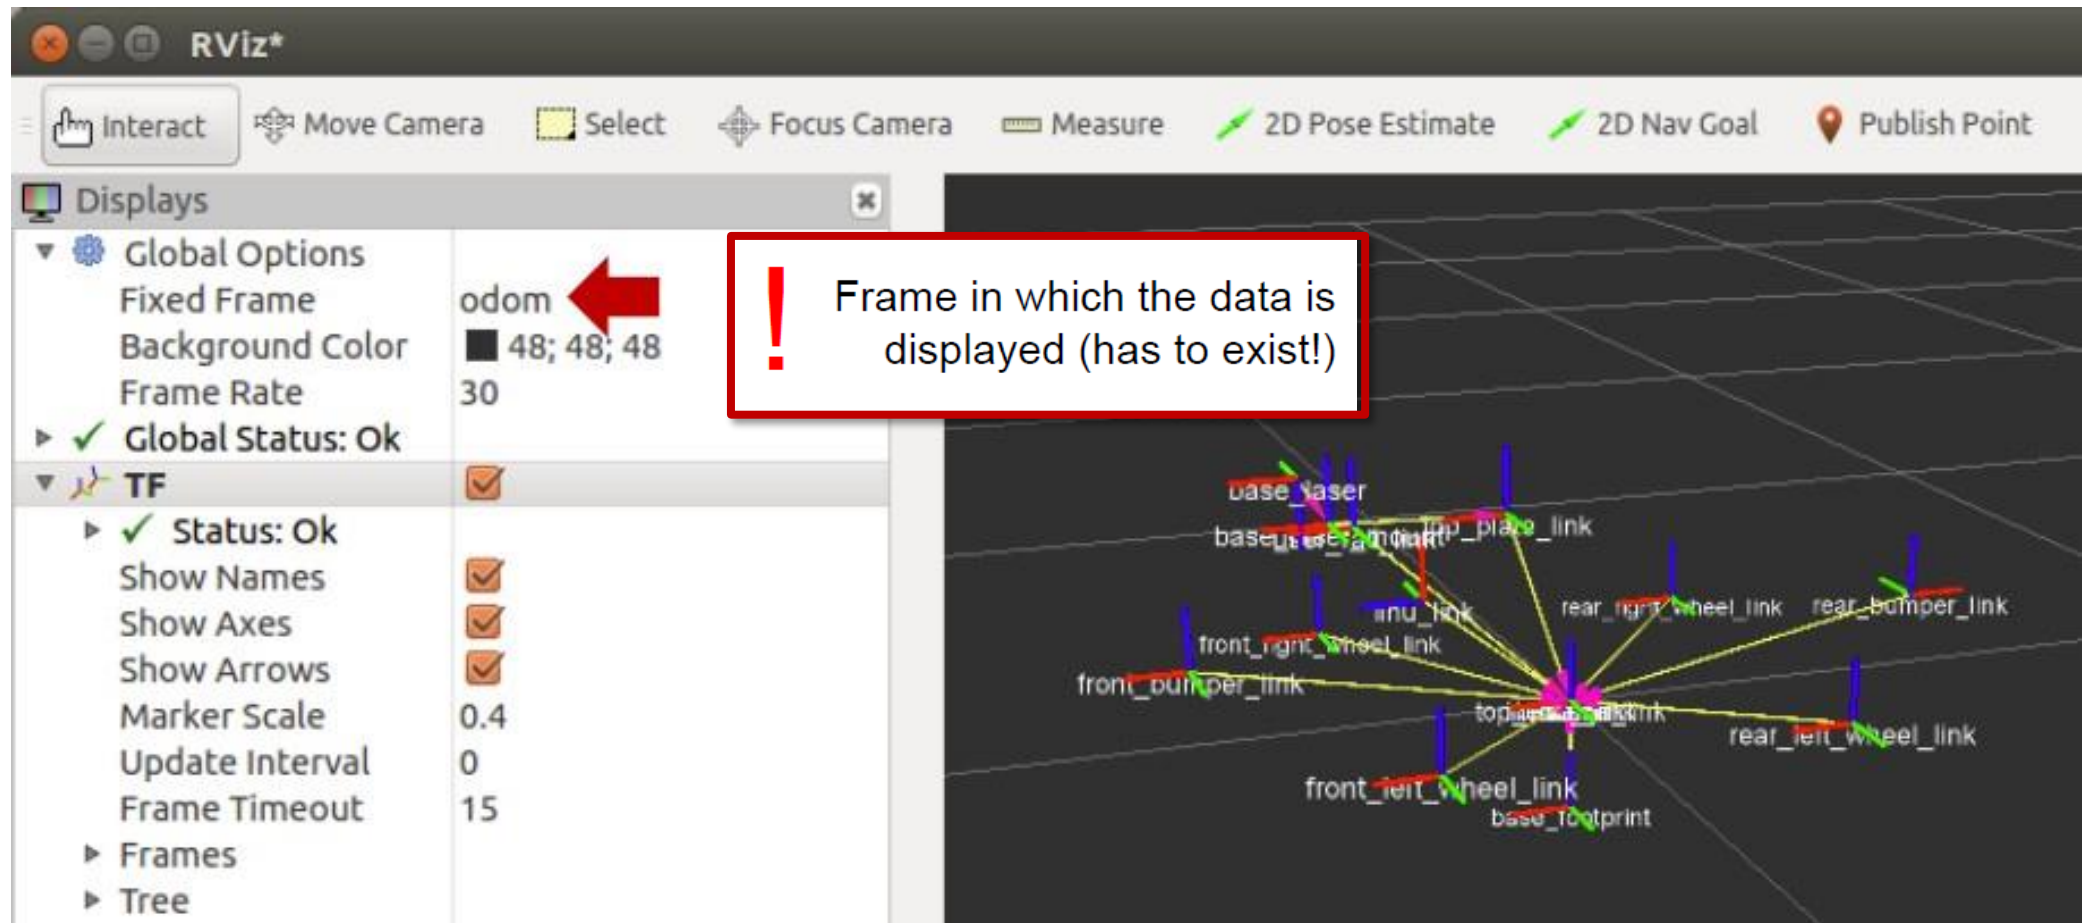 RViz*
Interact
Move Camera
Select
Focus Camera
Measure
2D Pose Estimate
2D Nav Goal
Publish Point
Displays
Global Options
Fixed Frame odom
Background Color 48; 48; 48
Frame Rate 30
Global Status: Ok
TF
Status: Ok
Show Names
Show Axes
Show Arrows
Marker Scale 0.4
Update Interval 0
Frame Timeout 15
Frames
Tree
! Frame in which the data is
displayed (has to exist!)
base_laser
top_plate_link
imu_link
rear_right_wheel_link
rear_bumper_link
front_right_wheel_link
front_bumper_link
rear_left_wheel_link
front_left_wheel_link
base_footprint